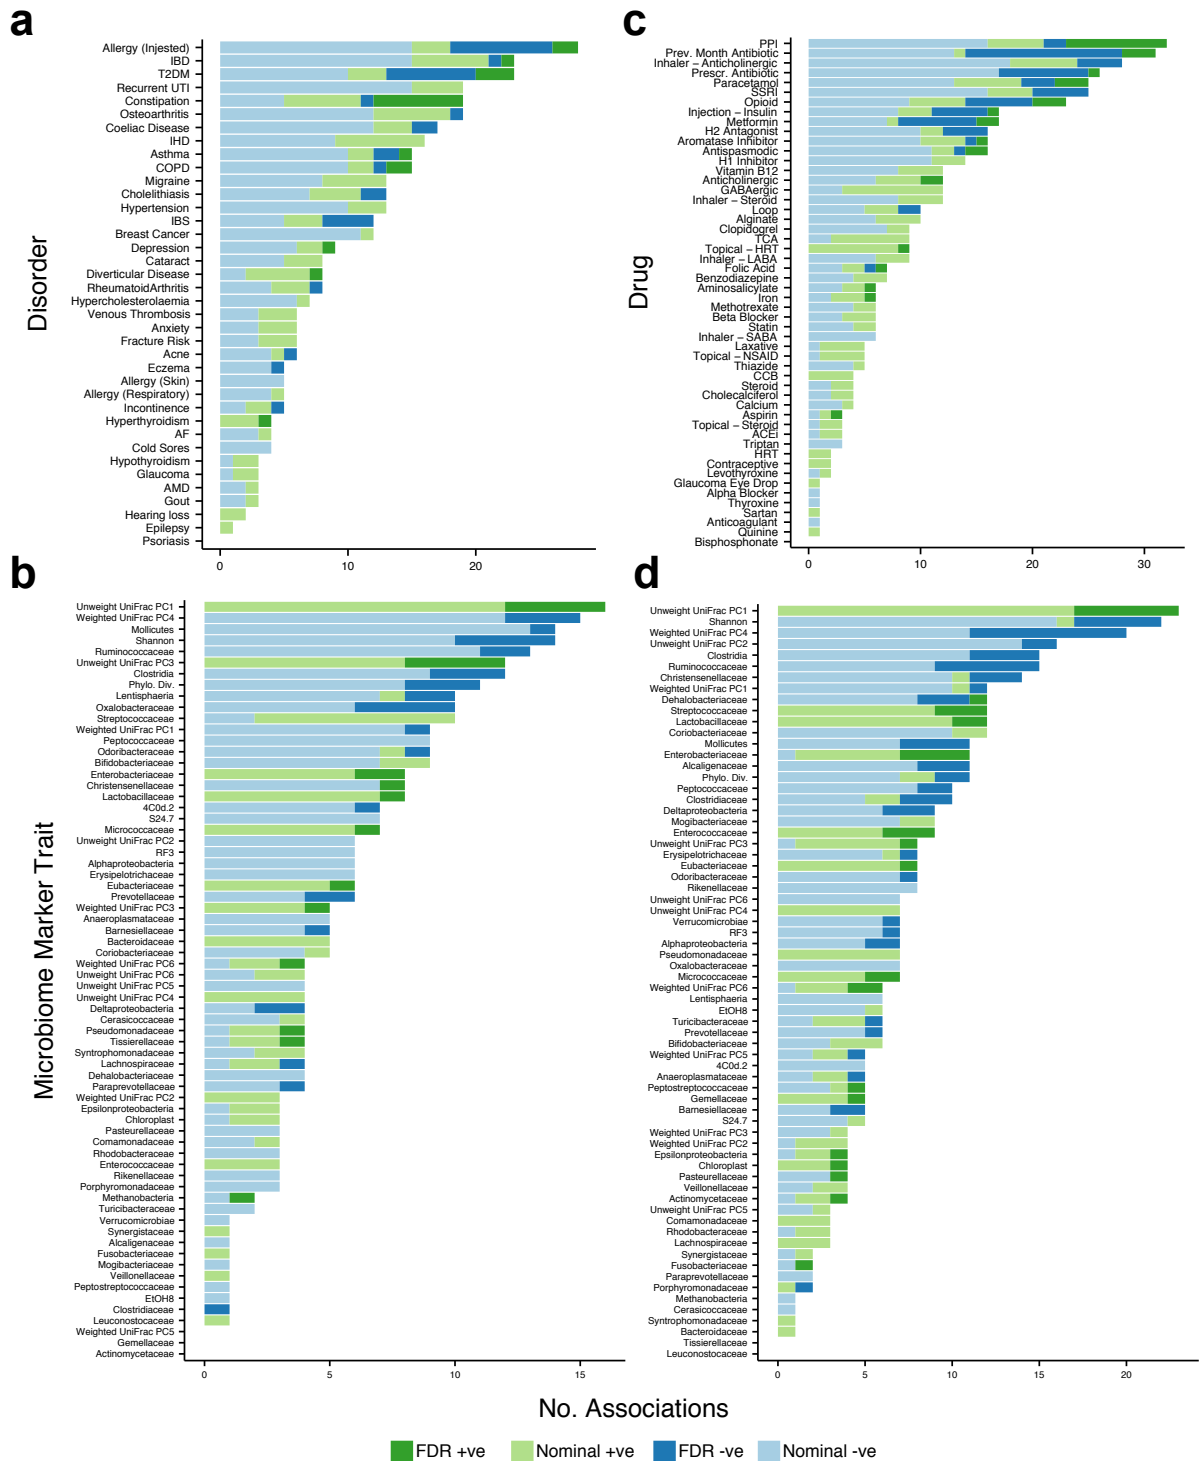 a
Allergy (Injested)
IBD
T2DM
Recurrent UTI
Constipation
Osteoarthritis
Coeliac Disease
IHD
Asthma
COPD
Migraine
Cholelithiasis
Hypertension
IBS
Breast Cancer
Depression
Cataract
Diverticular Disease
RheumatoidArthritis
Hypercholesterolaemia
Venous Thrombosis
Anxiety
Fracture Risk
Acne
Eczema
Allergy (Skin)
Allergy (Respiratory)
Incontinence
Hyperthyroidism
AF
Cold Sores
Hypothyroidism
Glaucoma
AMD
Gout
Hearing loss
Epilepsy
Psoriasis
Disorder
0 10 20
c
PPI
Prev. Month Antibiotic
Inhaler – Anticholinergic
Prescr. Antibiotic
Paracetamol
SSRI
Opioid
Injection – Insulin
Metformin
H2 Antagonist
Aromatase Inhibitor
Antispasmodic
H1 Inhibitor
Vitamin B12
Anticholinergic
GABAergic
Inhaler – Steroid
Loop
Alginate
Clopidogrel
TCA
Topical – HRT
Inhaler – LABA
Folic Acid
Benzodiazepine
Aminosalicylate
Iron
Methotrexate
Beta Blocker
Statin
Inhaler – SABA
Laxative
Topical – NSAID
Thiazide
CCB
Steroid
Cholecalciferol
Calcium
Aspirin
Topical – Steroid
ACEi
Triptan
HRT
Contraceptive
Levothyroxine
Glaucoma Eye Drop
Alpha Blocker
Thyroxine
Sartan
Anticoagulant
Quinine
Bisphosphonate
Drug
0 10 20 30
b
Unweight UniFrac PC1
Weighted UniFrac PC4
Mollicutes
Shannon
Ruminococcaceae
Unweight UniFrac PC3
Clostridia
Phylo. Div.
Lentisphaeria
Oxalobacteraceae
Streptococcaceae
Weighted UniFrac PC1
Peptococcaceae
Odoribacteraceae
Bifidobacteriaceae
Enterobacteriaceae
Christensenellaceae
Lactobacillaceae
4C0d.2
S24.7
Micrococcaceae
Unweight UniFrac PC2
RF3
Alphaproteobacteria
Erysipelotrichaceae
Eubacteriaceae
Prevotellaceae
Weighted UniFrac PC3
Anaeroplasmataceae
Barnesiellaceae
Bacteroidaceae
Coriobacteriaceae
Weighted UniFrac PC6
Unweight UniFrac PC6
Unweight UniFrac PC5
Unweight UniFrac PC4
Deltaproteobacteria
Cerasicoccaceae
Pseudomonadaceae
Tissierellaceae
Syntrophomonadaceae
Lachnospiraceae
Dehalobacteriaceae
Paraprevotellaceae
Weighted UniFrac PC2
Epsilonproteobacteria
Chloroplast
Pasteurellaceae
Comamonadaceae
Rhodobacteraceae
Enterococcaceae
Rikenellaceae
Porphyromonadaceae
Methanobacteria
Turicibacteraceae
Verrucomicrobiae
Synergistaceae
Alcaligenaceae
Fusobacteriaceae
Mogibacteriaceae
Veillonellaceae
Peptostreptococcaceae
EtOH8
Clostridiaceae
Leuconostocaceae
Weighted UniFrac PC5
Gemellaceae
Actinomycetaceae
Microbiome Marker Trait
0 5 10 15
d
Unweight UniFrac PC1
Shannon
Weighted UniFrac PC4
Unweight UniFrac PC2
Clostridia
Ruminococcaceae
Christensenellaceae
Weighted UniFrac PC1
Dehalobacteriaceae
Streptococcaceae
Lactobacillaceae
Coriobacteriaceae
Mollicutes
Enterobacteriaceae
Alcaligenaceae
Phylo. Div.
Peptococcaceae
Clostridiaceae
Deltaproteobacteria
Mogibacteriaceae
Enterococcaceae
Unweight UniFrac PC3
Erysipelotrichaceae
Eubacteriaceae
Odoribacteraceae
Rikenellaceae
Unweight UniFrac PC6
Unweight UniFrac PC4
Verrucomicrobiae
RF3
Alphaproteobacteria
Pseudomonadaceae
Oxalobacteraceae
Micrococcaceae
Weighted UniFrac PC6
Lentisphaeria
EtOH8
Turicibacteraceae
Prevotellaceae
Bifidobacteriaceae
Weighted UniFrac PC5
4C0d.2
Anaeroplasmataceae
Peptostreptococcaceae
Gemellaceae
Barnesiellaceae
S24.7
Weighted UniFrac PC3
Weighted UniFrac PC2
Epsilonproteobacteria
Chloroplast
Pasteurellaceae
Veillonellaceae
Actinomycetaceae
Unweight UniFrac PC5
Comamonadaceae
Rhodobacteraceae
Lachnospiraceae
Synergistaceae
Fusobacteriaceae
Paraprevotellaceae
Porphyromonadaceae
Methanobacteria
Cerasicoccaceae
Syntrophomonadaceae
Bacteroidaceae
Tissierellaceae
Leuconostocaceae
0 5 10 15 20
No. Associations
FDR +ve Nominal +ve FDR -ve Nominal -ve